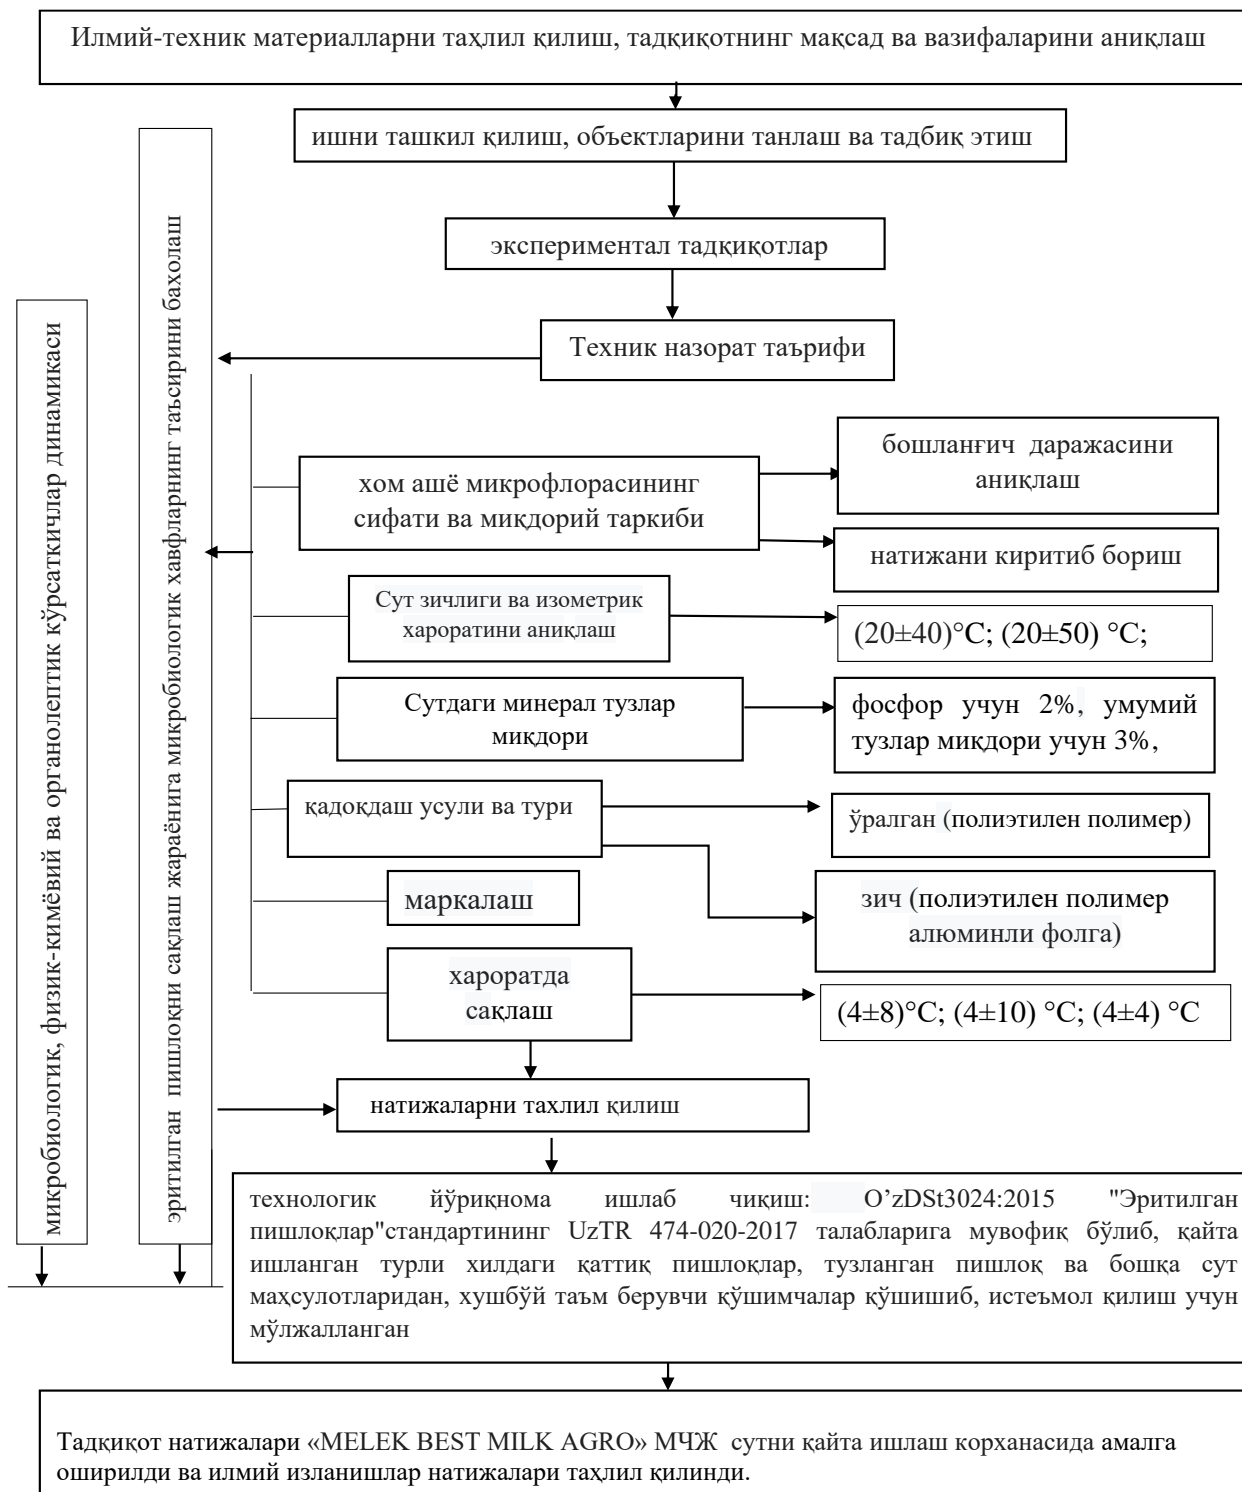 Илмий-техник материалларни таҳлил қилиш, тадқиқотнинг мақсад ва вазифаларини аниқлаш
ишни ташкил қилиш, объектларини танлаш ва тадбиқ этиш
экспериментал тадқиқотлар
Техник назорат таърифи
микробиологик, физик-кимёвий ва органолептик кўрсаткичлар динамикаси
эритилган пишлоқни сақлаш жараёнига микробиологик хавфларнинг таъсирини бахолаш
хом ашё микрофлорасининг
сифати ва миқдорий таркиби
бошланғич даражасини
аниқлаш
натижани киритиб бориш
Сут зичлиги ва изометрик
хароратини аниқлаш
(20±40)°С; (20±50) °С;
Сутдаги минерал тузлар
миқдори
фосфор учун 2%, умумий
тузлар миқдори учун 3%,
қадоқдаш усули ва тури
ўралган (полиэтилен полимер)
маркалаш
зич (полиэтилен полимер
алюминли фолга)
хароратда
сақлаш
(4±8)°С; (4±10) °С; (4±4) °С
натижаларни тахлил қилиш
технологик йўриқнома ишлаб чиқиш: O’zDSt3024:2015 "Эритилган
пишлоқлар"стандартининг UzTR 474-020-2017 талабларига мувофиқ бўлиб, қайта
ишланган турли хилдаги қаттиқ пишлоқлар, тузланган пишлоқ ва бошқа сут
маҳсулотларидан, хушбўй таъм берувчи қўшимчалар қўшишиб, истеъмол қилиш учун
мўлжалланган
Тадқиқот натижалари «MELEK BEST MILK AGRO» МЧЖ сутни қайта ишлаш корханасида амалга
оширилди ва илмий изланишлар натижалари таҳлил қилинди.